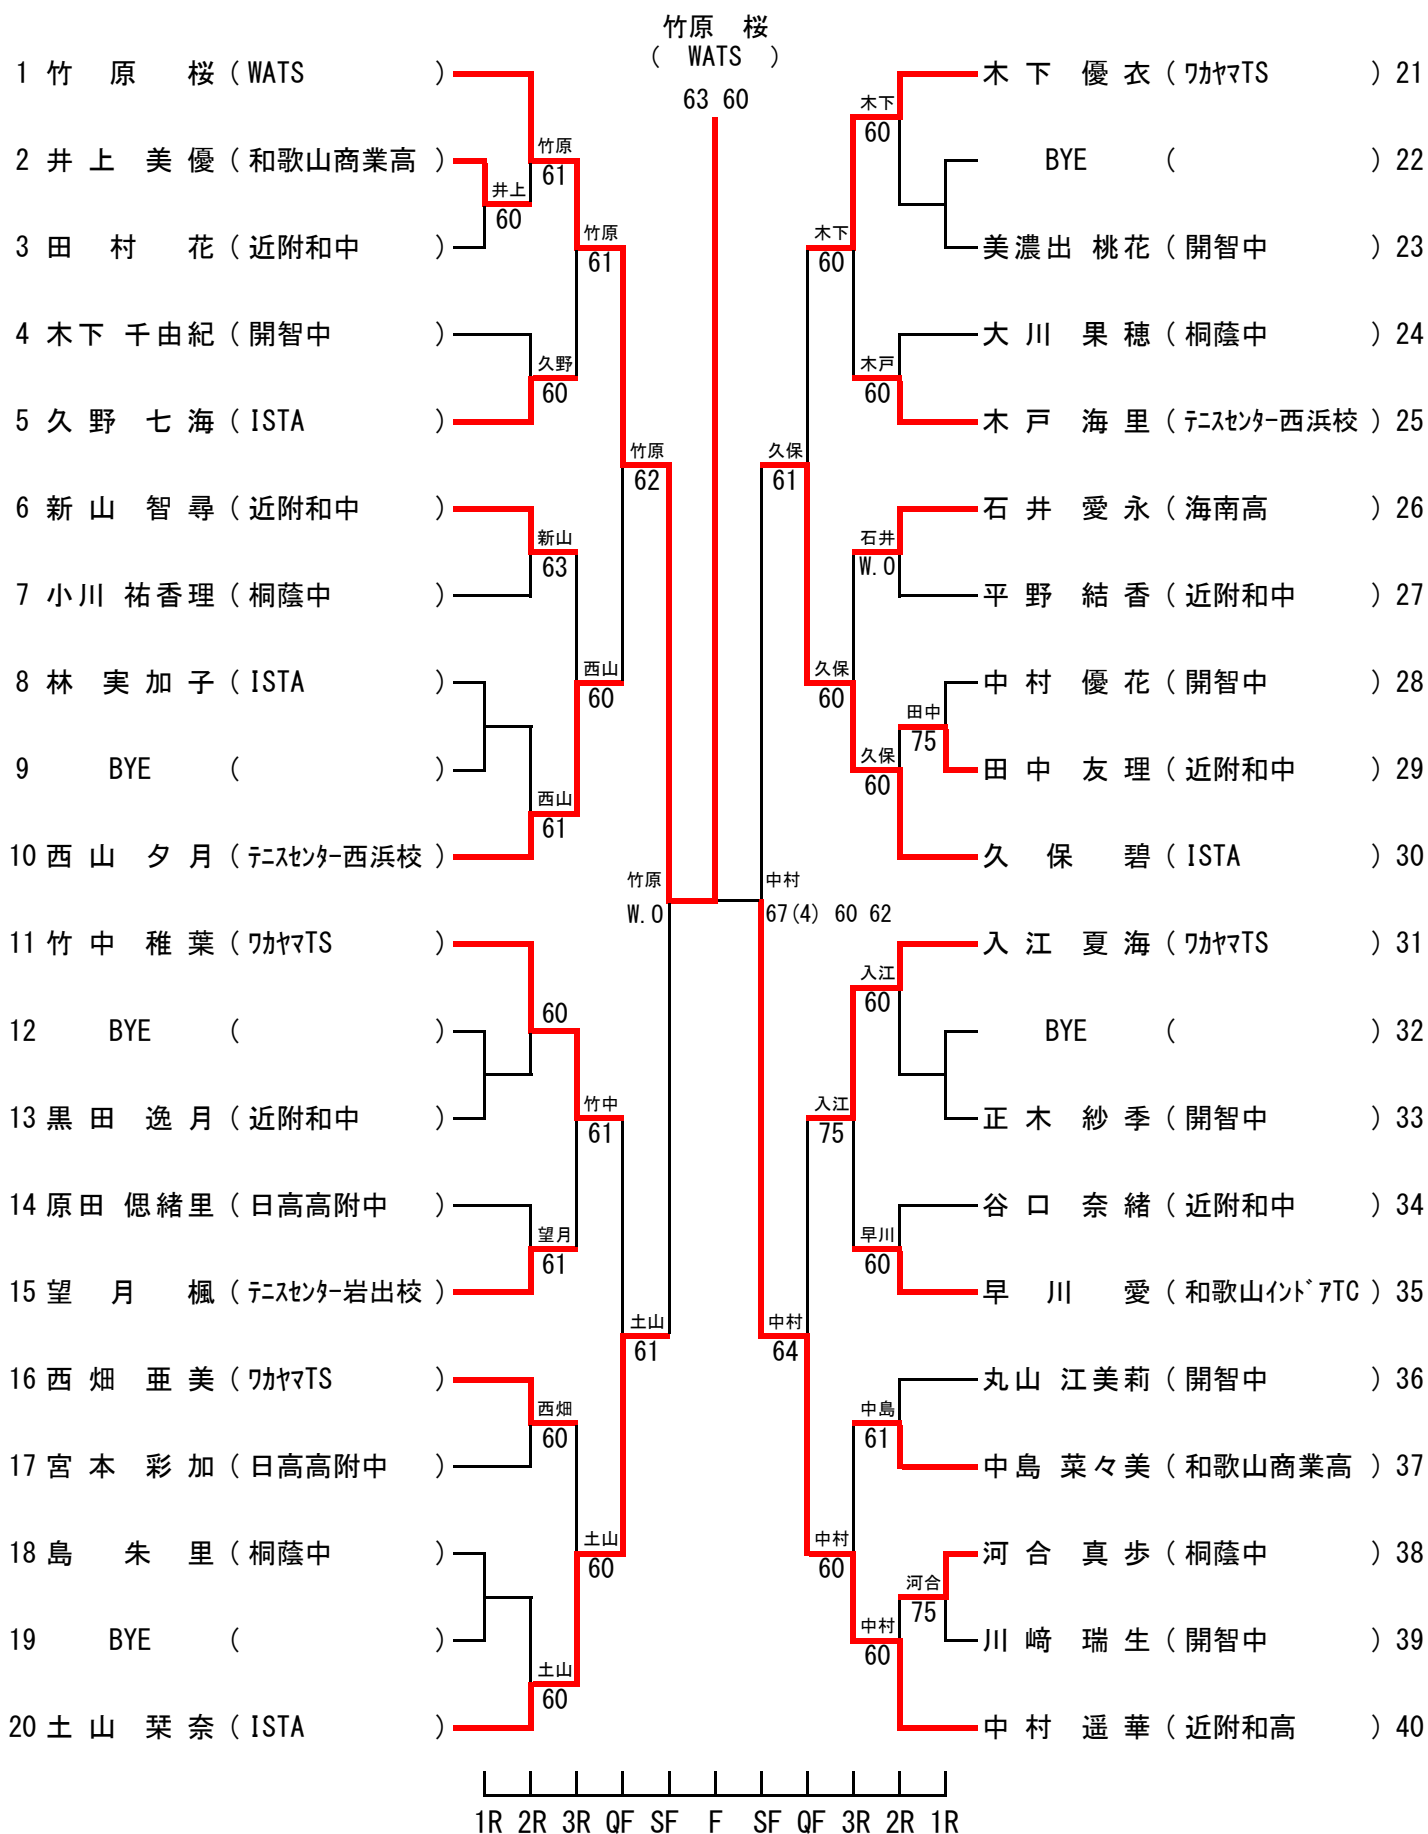 竹原 桜
( WATS )
63 60
1 竹 原 桜 ( WATS )
2 井 上 美 優 ( 和歌山商業高 )
3 田 村 花 ( 近附和中 )
4 木下 千由紀 ( 開智中 )
5 久 野 七 海 ( ISTA )
6 新 山 智 尋 ( 近附和中 )
7 小川 祐香理 ( 桐蔭中 )
8 林 実 加 子 ( ISTA )
9 BYE ( )
10 西 山 夕 月 ( テニスセンター西浜校 )
11 竹 中 稚 葉 ( ワカヤマTS )
12 BYE ( )
13 黒 田 逸 月 ( 近附和中 )
14 原田 偲緒里 ( 日高高附中 )
15 望 月 楓 ( テニスセンター岩出校 )
16 西 畑 亜 美 ( ワカヤマTS )
17 宮 本 彩 加 ( 日高高附中 )
18 島 朱 里 ( 桐蔭中 )
19 BYE ( )
20 土 山 栞 奈 ( ISTA )
井上
60
竹原
61
久野
60
新山
63
西山
61
60
望月
61
西畑
60
土山
60
竹原
61
西山
60
竹中
61
土山
60
竹原
62
土山
61
竹原
W.O
中村
67(4) 60 62
久保
61
中村
64
木下
60
久保
60
入江
75
中村
60
木下
60
木戸
60
石井
W.O
久保
60
入江
60
早川
60
中島
61
中村
60
田中
75
河合
75
木 下 優 衣 ( ワカヤマTS ) 21
BYE ( ) 22
美濃出 桃花 ( 開智中 ) 23
大 川 果 穂 ( 桐蔭中 ) 24
木 戸 海 里 ( テニスセンター西浜校 ) 25
石 井 愛 永 ( 海南高 ) 26
平 野 結 香 ( 近附和中 ) 27
中 村 優 花 ( 開智中 ) 28
田 中 友 理 ( 近附和中 ) 29
久 保 碧 ( ISTA ) 30
入 江 夏 海 ( ワカヤマTS ) 31
BYE ( ) 32
正 木 紗 季 ( 開智中 ) 33
谷 口 奈 緒 ( 近附和中 ) 34
早 川 愛 ( 和歌山インドアTC ) 35
丸山 江美莉 ( 開智中 ) 36
中島 菜々美 ( 和歌山商業高 ) 37
河 合 真 歩 ( 桐蔭中 ) 38
川 﨑 瑞 生 ( 開智中 ) 39
中 村 遥 華 ( 近附和高 ) 40
1R 2R 3R QF SF F SF QF 3R 2R 1R